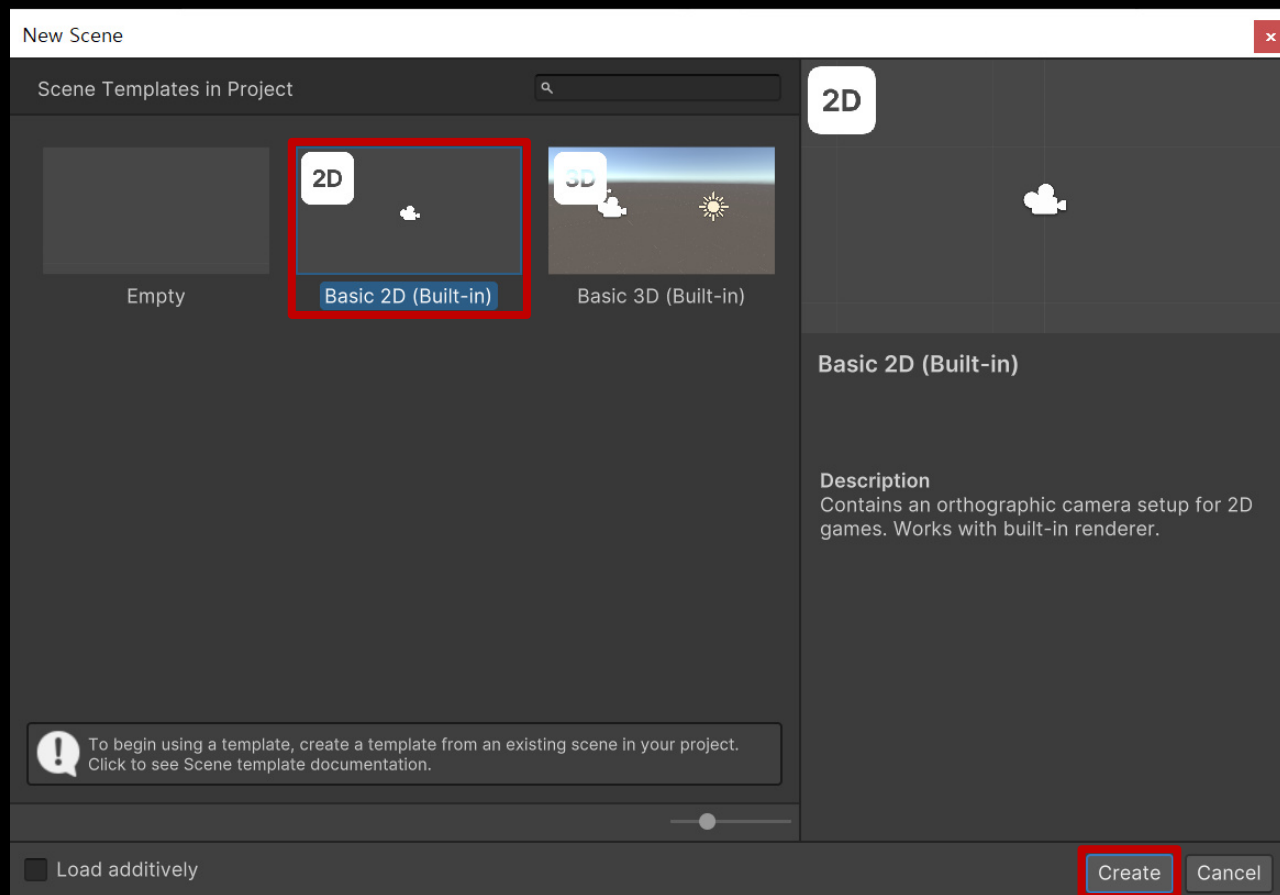 New Scene
x
Scene Templates in Project
2D
2D
3D
Empty
Basic 2D (Built-in)
Basic 3D (Built-in)
Basic 2D (Built-in)
Description
Contains an orthographic camera setup for 2D
games. Works with built-in renderer.
To begin using a template, create a template from an existing scene in your project.
Click to see Scene template documentation.
Load additively
Create
Cancel